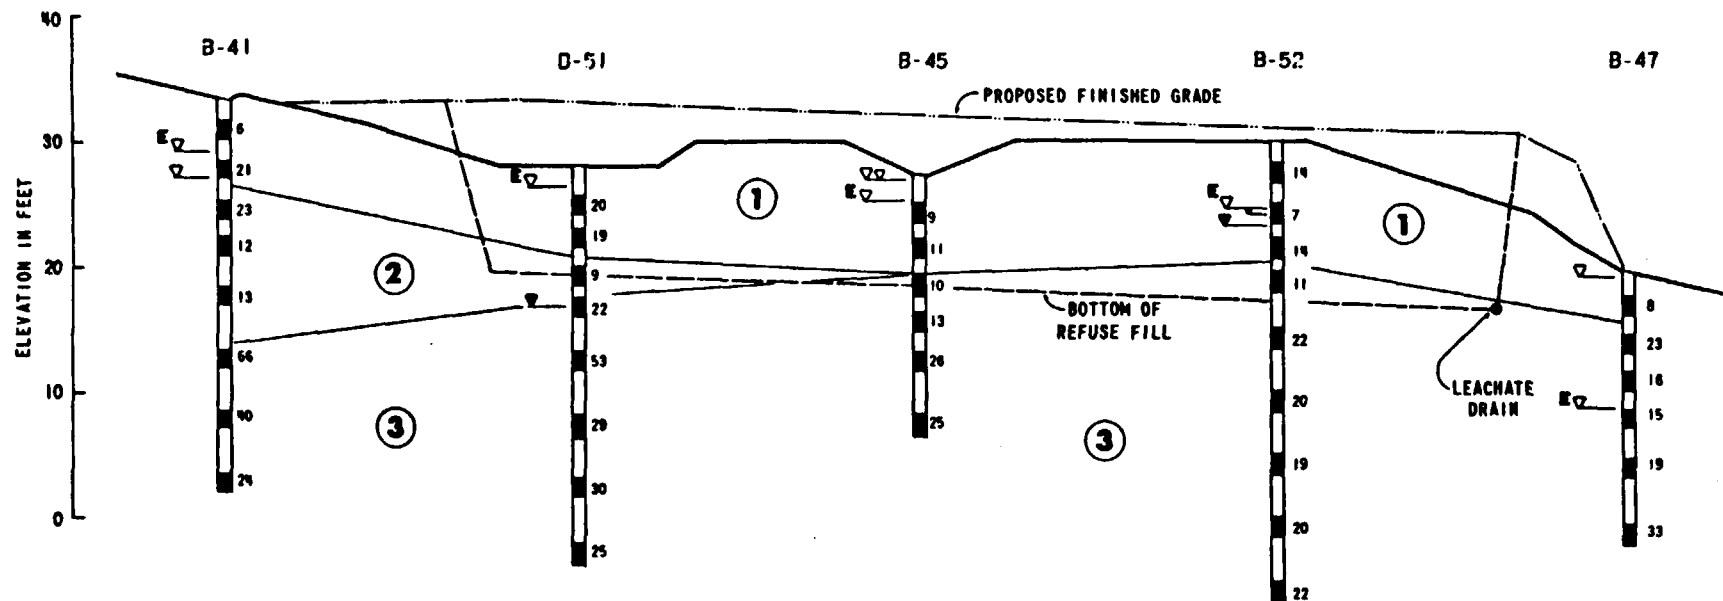 40
B-41
D-51
B-45
B-52
B-47
PROPOSED FINISHED GRADE
30
20
10
0
ELEVATION IN FEET
E
6
21
23
12
13
66
40
24
E
20
19
9
22
53
29
30
25
E
9
11
10
13
26
25
E
14
7
14
11
22
20
19
20
22
E
8
23
16
15
19
33
1
1
2
3
3
BOTTOM OF
REFUSE FILL
LEACHATE
DRAIN